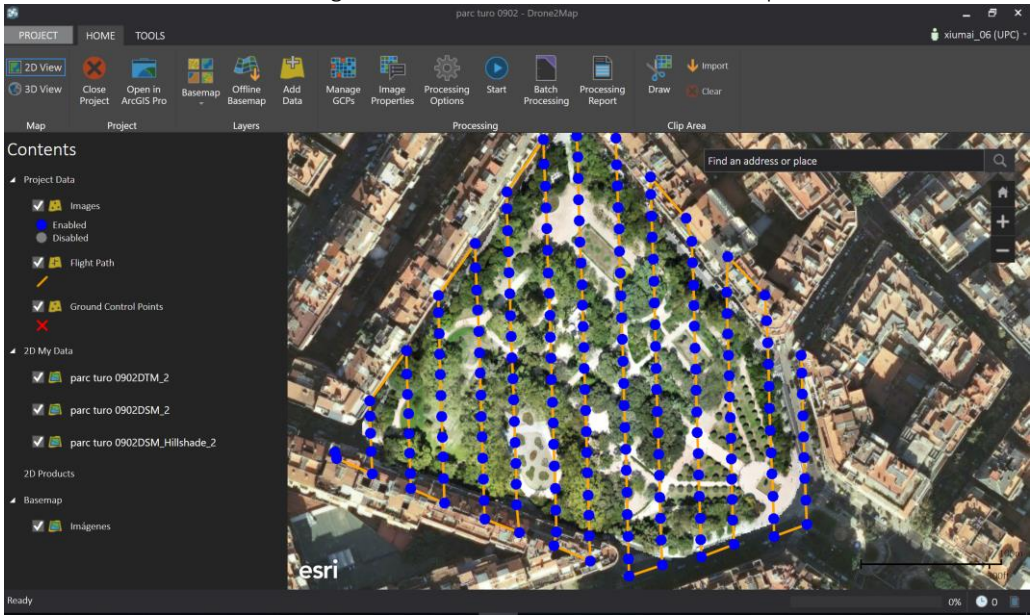 parc turo 0902 - Drone2Map
PROJECT
HOME
TOOLS
xiumai_06 (UPC)
2D View
3D View
Close Project
Open in ArcGIS Pro
Basemap
Offline Basemap
Add Data
Manage GCPs
Image Properties
Processing Options
Start
Batch Processing
Processing Report
Draw
Import
Clear
Map
Project
Layers
Processing
Clip Area
Contents
Find an address or place
Project Data
Images
Enabled
Disabled
Flight Path
Ground Control Points
2D My Data
parc turo 0902DTM_2
parc turo 0902DSM_2
parc turo 0902DSM_Hillshade_2
2D Products
Basemap
Imágenes
esri
Ready
0%
0